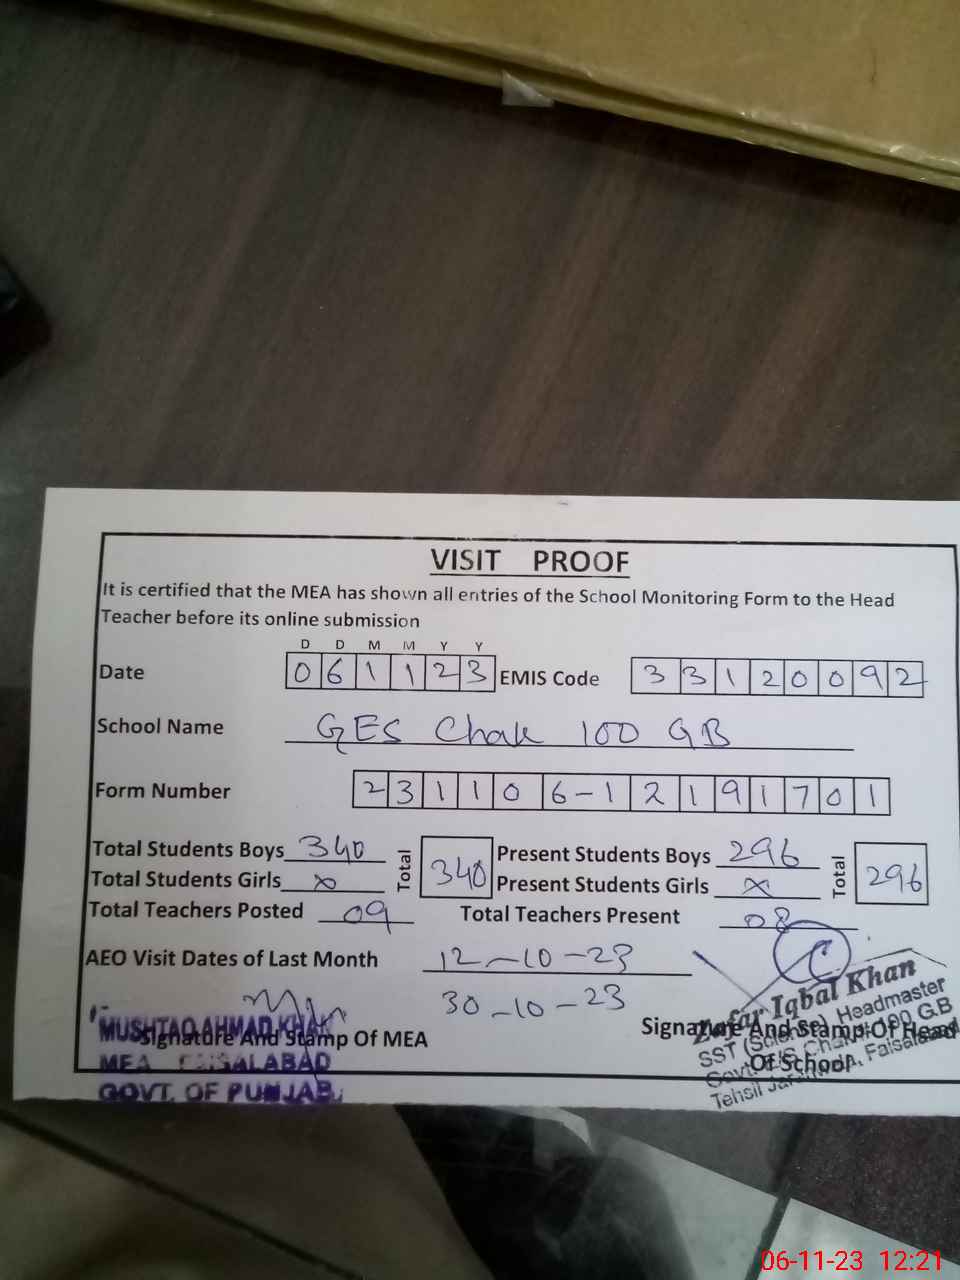 VISIT PROOF
It is certified that the MEA has shown all entries of the School Monitoring Form to the Head
Teacher before its online submission
D D M M Y Y
Date 0 6 1 1 2 3 EMIS Code 3 3 1 2 0 0 9 2
School Name GES Chak 100 GB
Form Number 2 3 1 1 0 6 - 1 2 1 9 1 7 0 1
Total Students Boys 340 Total 340 Present Students Boys 296 Total 296
Total Students Girls x Present Students Girls x
Total Teachers Posted 09 Total Teachers Present 08
AEO Visit Dates of Last Month 12-10-23
30-10-23
MUSHTAQ AHMAD KHAN
Signature And Stamp Of MEA
MEA FAISALABAD
GOVT. OF PUNJAB
Signature And Stamp Of Head
Of School
Zafar Iqbal Khan
SST (Science), Headmaster
Govt. Chak 100 G.B
Tehsil Faisalabad
06-11-23 12:21